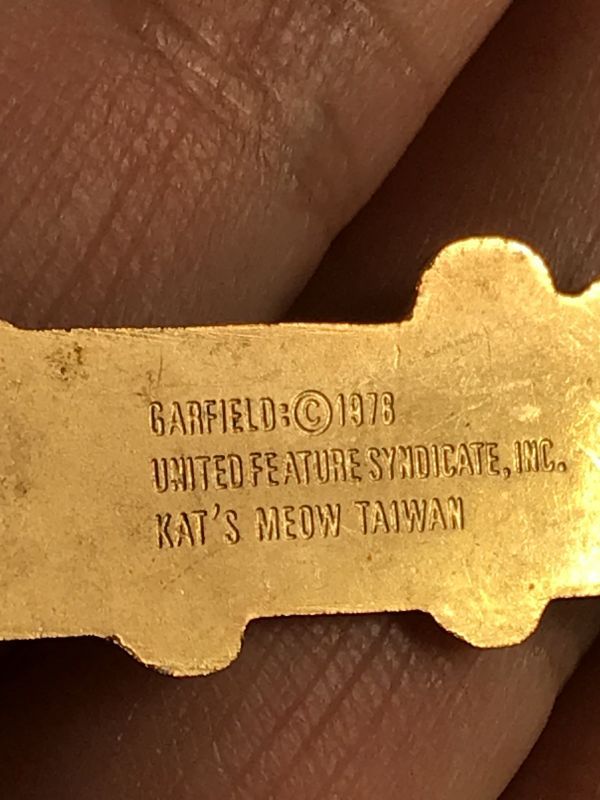 GARFIELD:©1978
UNITED FEATURE SYNDICATE, INC.
KAT'S MEOW TAIWAN